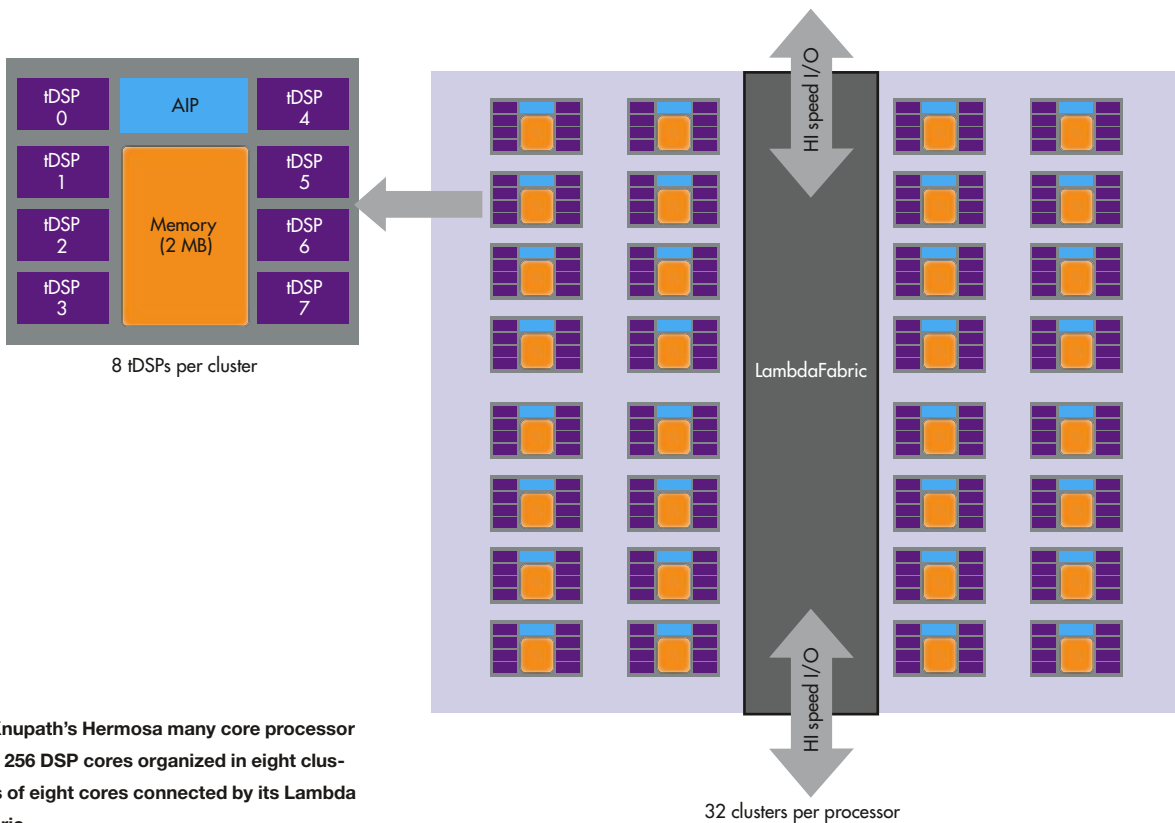 tDSP
0
AIP
tDSP
4
tDSP
1
tDSP
5
Memory
(2 MB)
tDSP
2
tDSP
6
tDSP
3
tDSP
7
8 tDSPs per cluster
HI speed I/O
LambdaFabric
HI speed I/O
32 clusters per processor
Knupath's Hermosa many core processor
256 DSP cores organized in eight clus-
of eight cores connected by its Lambda